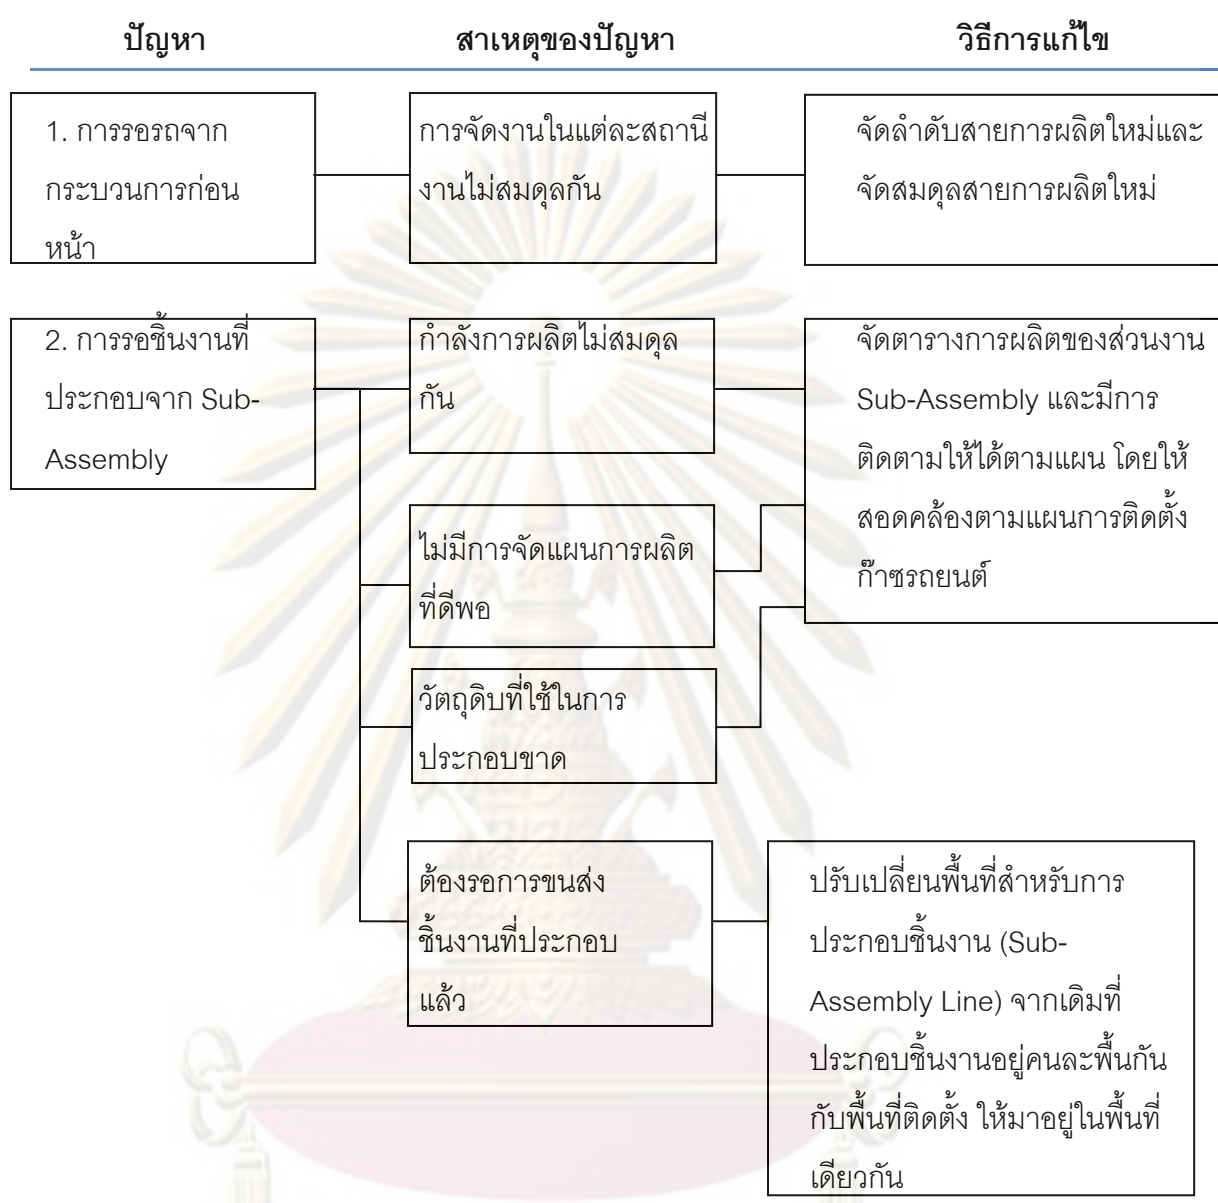 ปัญหา สาเหตุของปัญหา วิธีการแก้ไข
1. การรอรถจาก
กระบวนการก่อน
หน้า
การจัดงานในแต่ละสถานี
งานไม่สมดุลกัน
จัดลำดับสายการผลิตใหม่และ
จัดสมดุลสายการผลิตใหม่
2. การรอชิ้นงานที่
ประกอบจาก Sub-
Assembly
กำลังการผลิตไม่สมดุล
กัน
ไม่มีการจัดแผนการผลิต
ที่ดีพอ
วัตถุดิบที่ใช้ในการ
ประกอบขาด
จัดตารางการผลิตของส่วนงาน
Sub-Assembly และมีการ
ติดตามให้ได้ตามแผน โดยให้
สอดคล้องตามแผนการติดตั้ง
ก๊าซรถยนต์
ต้องรอการขนส่ง
ชิ้นงานที่ประกอบ
แล้ว
ปรับเปลี่ยนพื้นที่สำหรับการ
ประกอบชิ้นงาน (Sub-
Assembly Line) จากเดิมที่
ประกอบชิ้นงานอยู่คนละพื้นกัน
กับพื้นที่ติดตั้ง ให้มาอยู่ในพื้นที่
เดียวกัน